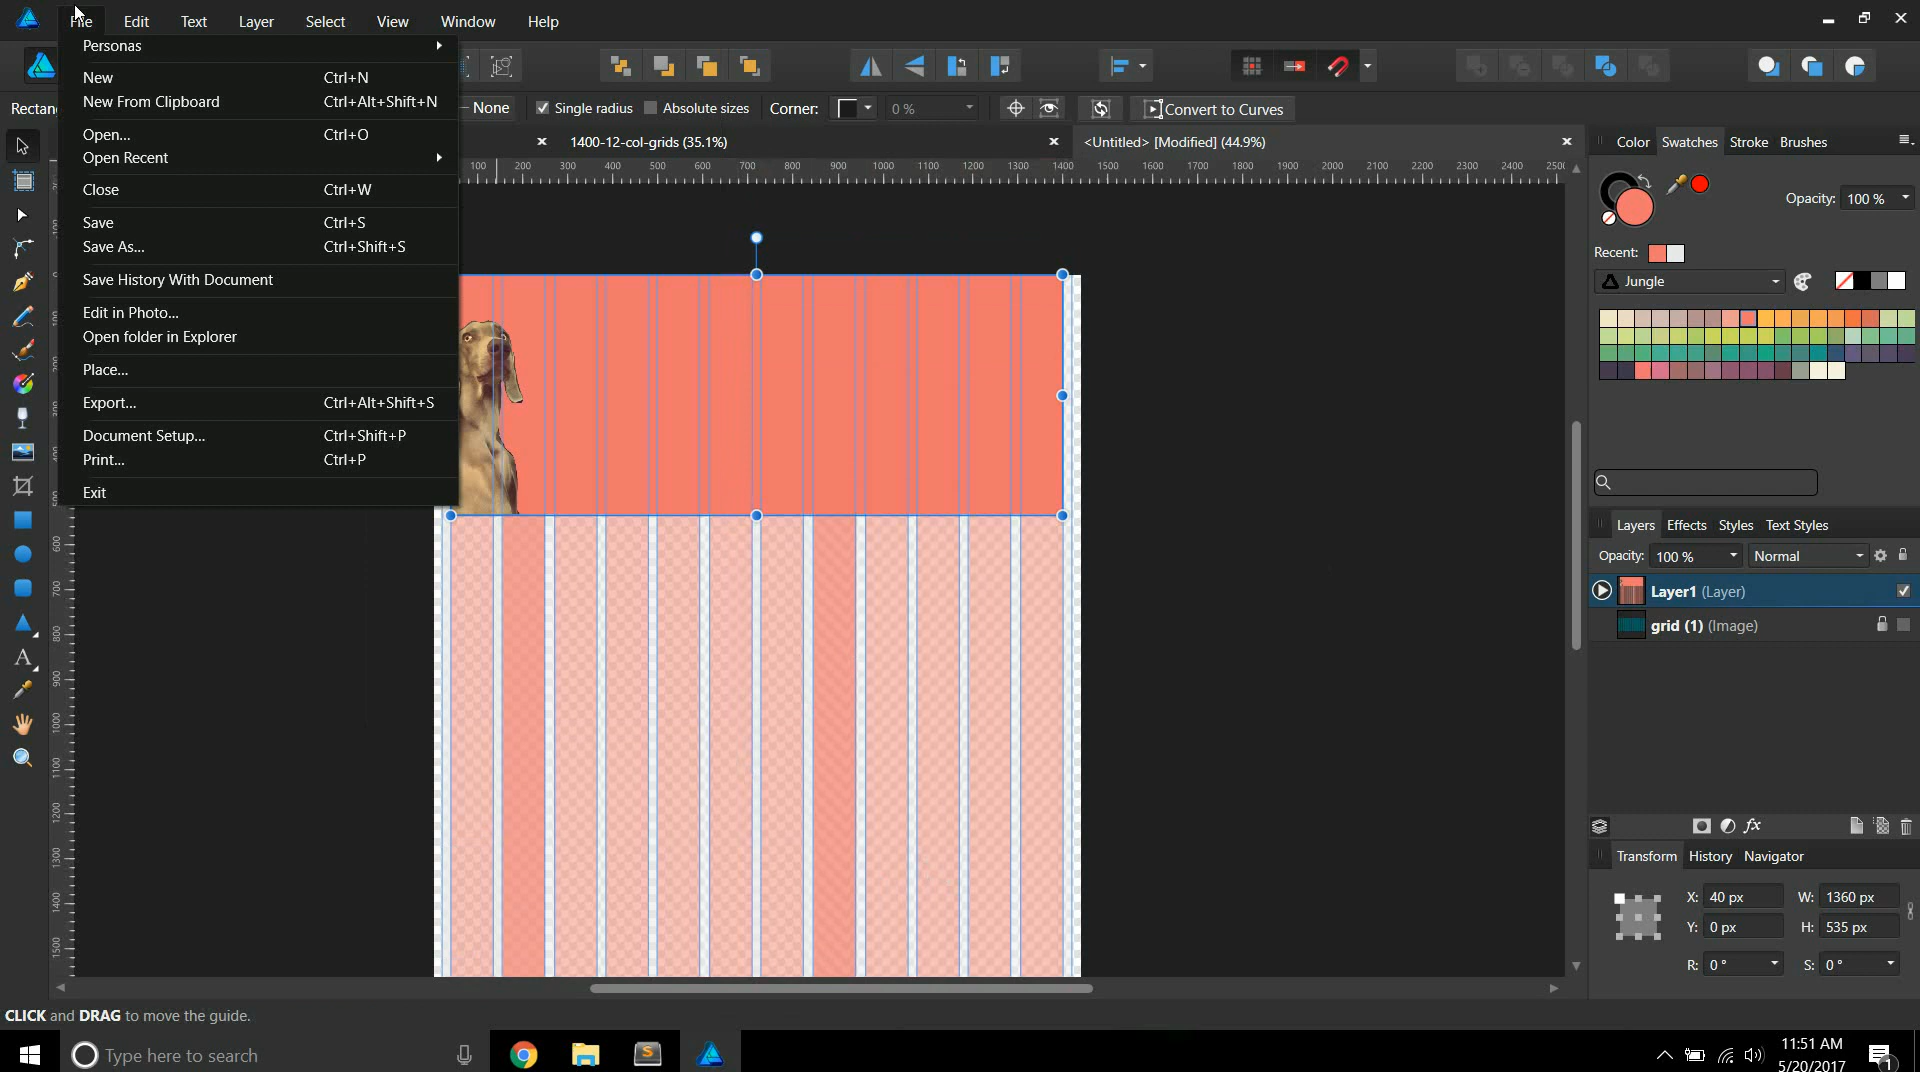 File Edit Text Layer Select View Window Help
Personas
New Ctrl+N
New From Clipboard Ctrl+Alt+Shift+N
Open... Ctrl+O
Open Recent
Close Ctrl+W
Save Ctrl+S
Save As... Ctrl+Shift+S
Save History With Document
Edit in Photo...
Open folder in Explorer
Place...
Export... Ctrl+Alt+Shift+S
Document Setup... Ctrl+Shift+P
Print... Ctrl+P
Exit
None Single radius Absolute sizes Corner: 0 % Convert to Curves
1400-12-col-grids (35.1%) <Untitled> [Modified] (44.9%)
100 200 300 400 500 600 700 800 900 1000 1100 1200 1300 1400 1500 1600 1700 1800 1900 2000 2100 2200 2300 2400
600
700
800
900
1000
1100
1200
1300
1400
1500
Color Swatches Stroke Brushes
Opacity: 100 %
Recent:
Jungle
Layers Effects Styles Text Styles
Opacity: 100 % Normal
Layer1 (Layer)
grid (1) (Image)
Transform History Navigator
X: 40 px W: 1360 px
Y: 0 px H: 535 px
R: 0 ° S: 0 °
CLICK and DRAG to move the guide.
Type here to search
11:51 AM
5/20/2017
1